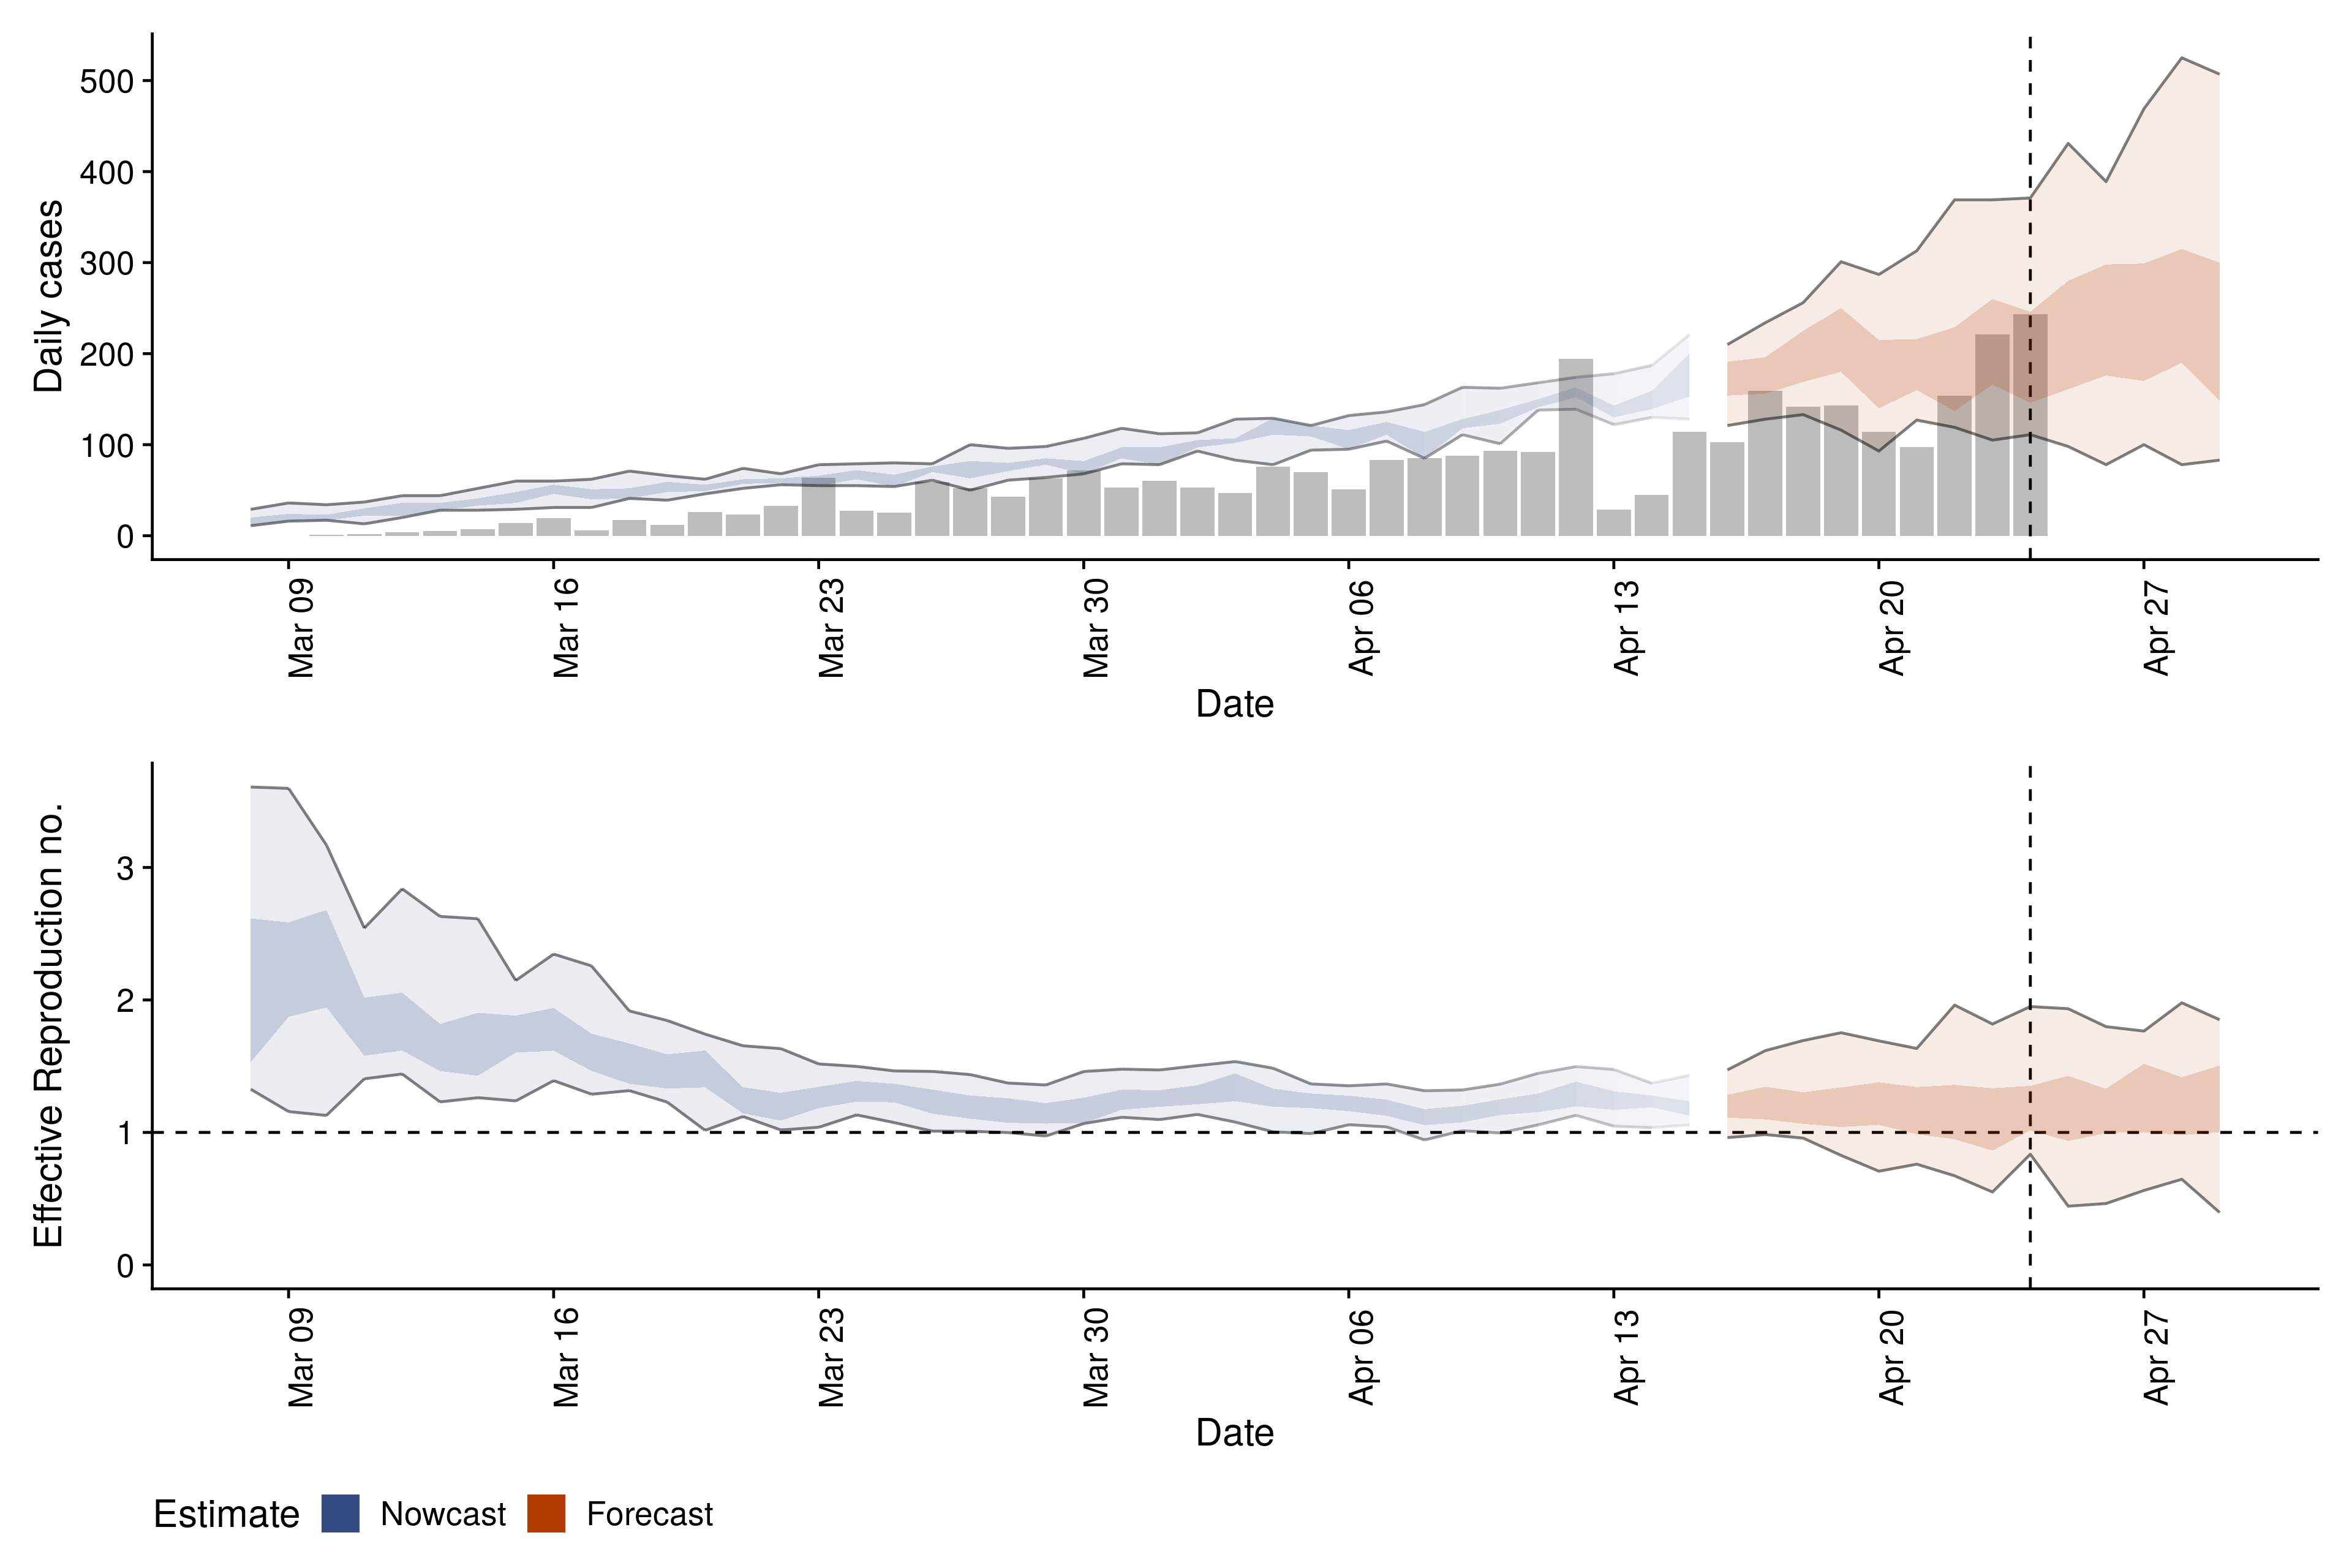 Daily cases
500
400
300
200
100
0
Mar 09
Mar 16
Mar 23
Mar 30
Apr 06
Apr 13
Apr 20
Apr 27
Date
Effective Reproduction no.
3
2
1
0
Mar 09
Mar 16
Mar 23
Mar 30
Apr 06
Apr 13
Apr 20
Apr 27
Date
Estimate Nowcast Forecast